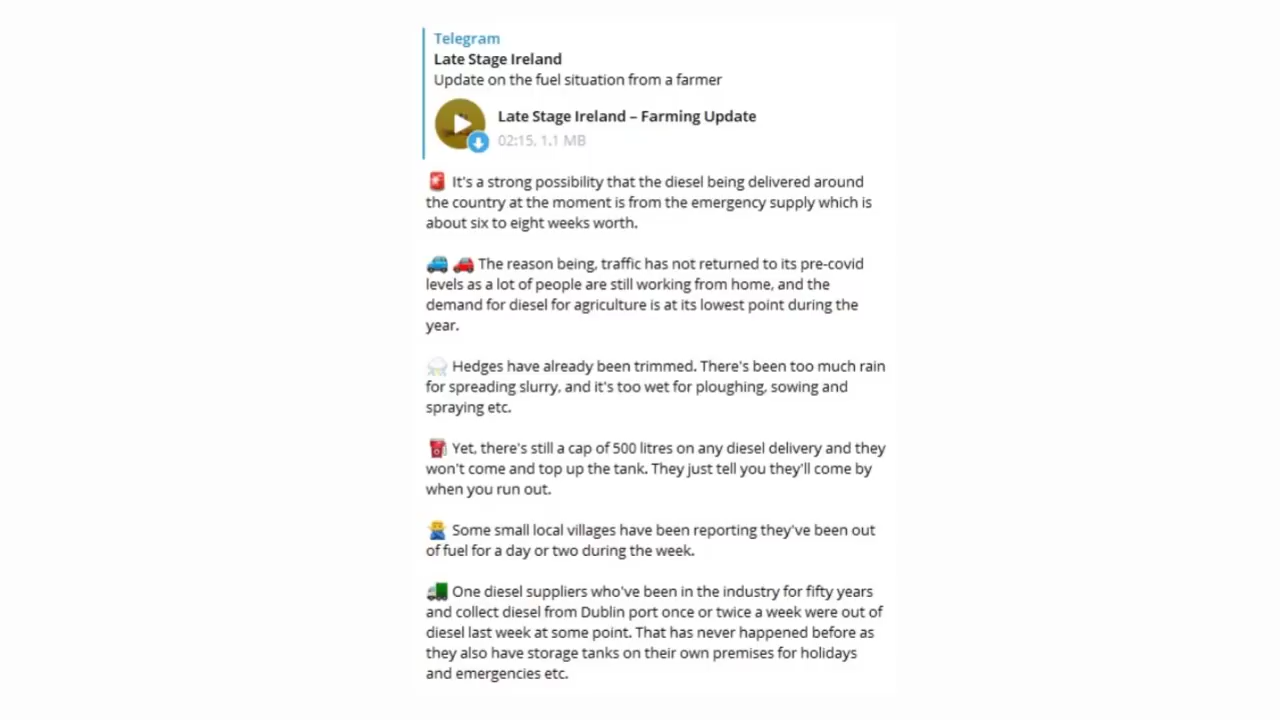 Telegram
Late Stage Ireland
Update on the fuel situation from a farmer
Late Stage Ireland – Farming Update
02:15, 1.1 MB
🚨 It's a strong possibility that the diesel being delivered around
the country at the moment is from the emergency supply which is
about six to eight weeks worth.
🚙 🚗 The reason being, traffic has not returned to its pre-covid
levels as a lot of people are still working from home, and the
demand for diesel for agriculture is at its lowest point during the
year.
🌧 Hedges have already been trimmed. There's been too much rain
for spreading slurry, and it's too wet for ploughing, sowing and
spraying etc.
⛽ Yet, there's still a cap of 500 litres on any diesel delivery and they
won't come and top up the tank. They just tell you they'll come by
when you run out.
🙅‍♂️ Some small local villages have been reporting they've been out
of fuel for a day or two during the week.
🚛 One diesel suppliers who've been in the industry for fifty years
and collect diesel from Dublin port once or twice a week were out of
diesel last week at some point. That has never happened before as
they also have storage tanks on their own premises for holidays
and emergencies etc.